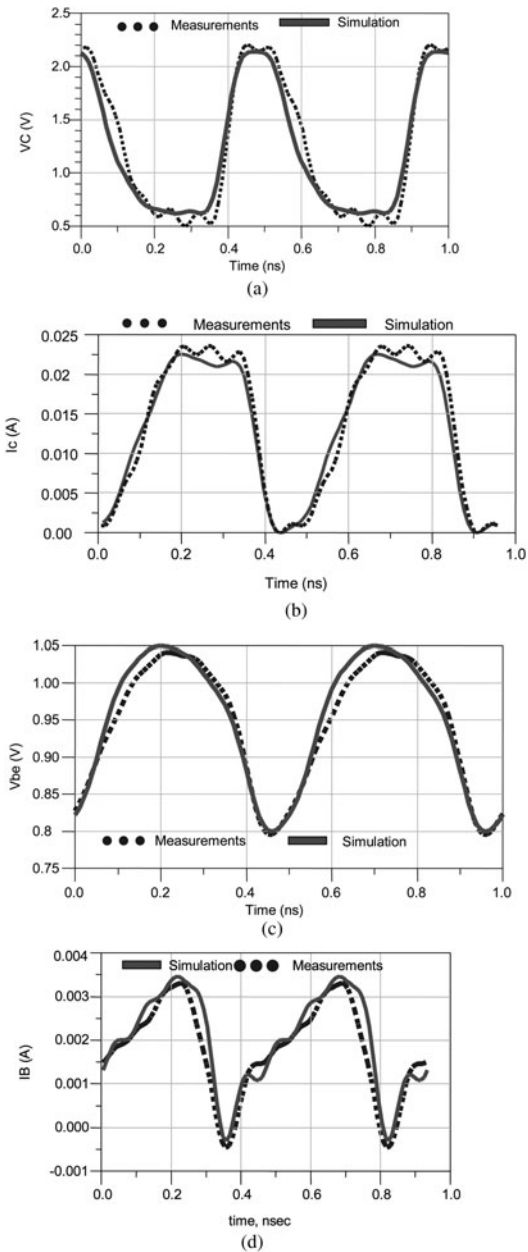 2.5
Measurements Simulation
2.0
VC (V)
1.5
1.0
0.5
0.0 0.2 0.4 0.6 0.8 1.0
Time (ns)
(a)
Measurements Simulation
0.025
0.020
0.015
Ic (A)
0.010
0.005
0.00
0.0 0.2 0.4 0.6 0.8 1.0
Time (ns)
(b)
1.05
1.00
0.95
Vbe (V)
0.90
0.85
0.8
Measurements Simulation
0.75
0.0 0.2 0.4 0.6 0.8 1.0
Time (ns)
(c)
0.004
Simulation Measurements
0.003
0.002
IB (A)
0.001
0.000
-0.001
0.0 0.2 0.4 0.6 0.8 1.0
time, nsec
(d)